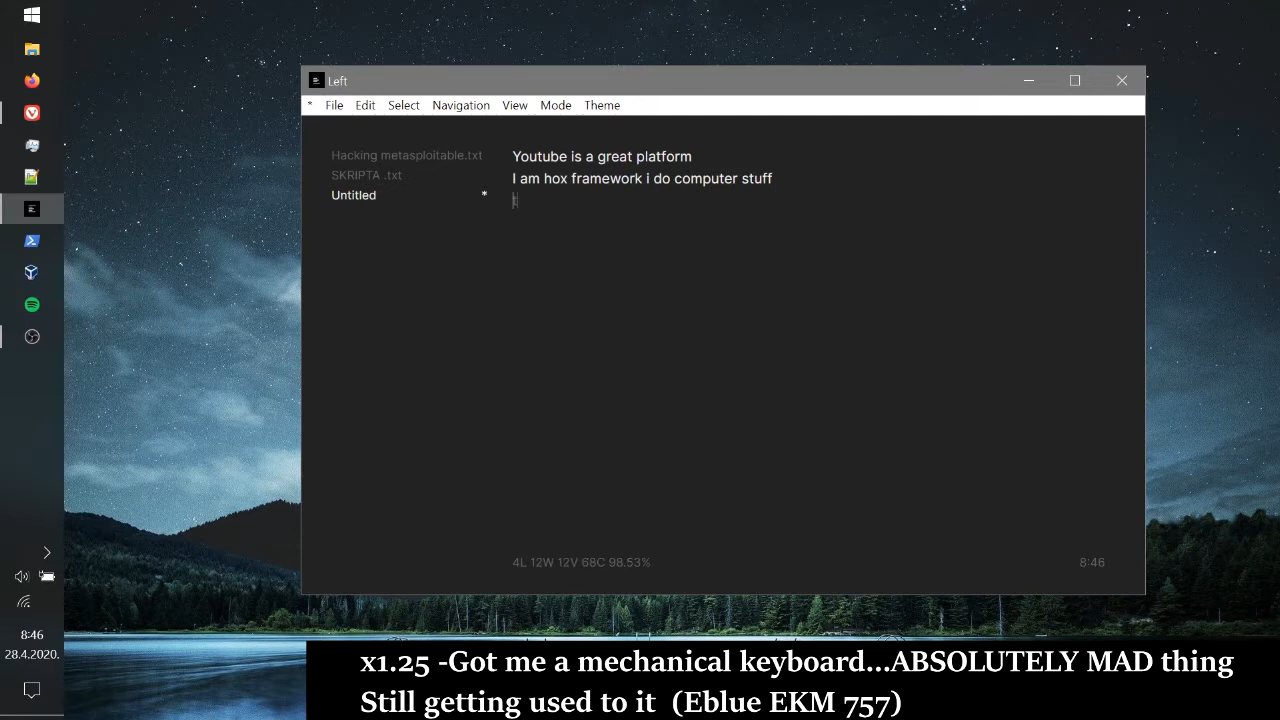 Left
* File Edit Select Navigation View Mode Theme
Hacking metasploitable.txt
SKRIPTA .txt
Untitled *
Youtube is a great platform
I am hox framework i do computer stuff
t
4L 12W 12V 68C 98.53%
8:46
8:46
28.4.2020.
x1.25 -Got me a mechanical keyboard...ABSOLUTELY MAD thing
Still getting used to it (Eblue EKM 757)